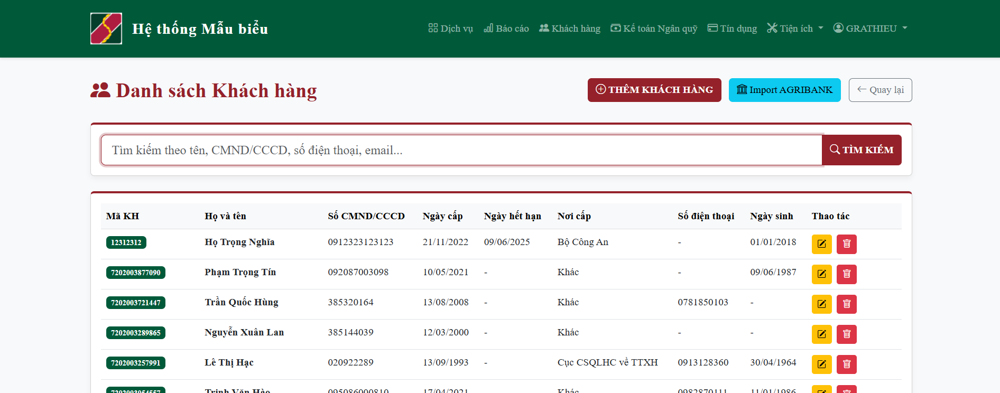 Hệ thống Mẫu biểu
Dịch vụ Báo cáo Khách hàng Kế toán Ngân quỹ Tín dụng Tiện ích GRATHIEU
Danh sách Khách hàng
THÊM KHÁCH HÀNG Import AGRIBANK Quay lại
Tìm kiếm theo tên, CMND/CCCD, số điện thoại, email... TÌM KIẾM
Mã KH Họ và tên Số CMND/CCCD Ngày cấp Ngày hết hạn Nơi cấp Số điện thoại Ngày sinh Thao tác
12312312 Họ Trọng Nghĩa 0912323123123 21/11/2022 09/06/2025 Bộ Công An - 01/01/2018
7202003877090 Phạm Trọng Tín 092087003098 10/05/2021 - Khác - 09/06/1987
7202003721447 Trần Quốc Hùng 385320164 13/08/2008 - Khác 0781850103 -
7202003289865 Nguyễn Xuân Lan 385144039 12/03/2000 - Khác - -
7202003257991 Lê Thị Hạc 020922289 13/09/1993 - Cục CSQLHC về TTXH 0913128360 30/04/1964
7202003054557 Trịnh Văn Hào 095086000810 17/04/2021 - Khác 0982870111 11/01/1986